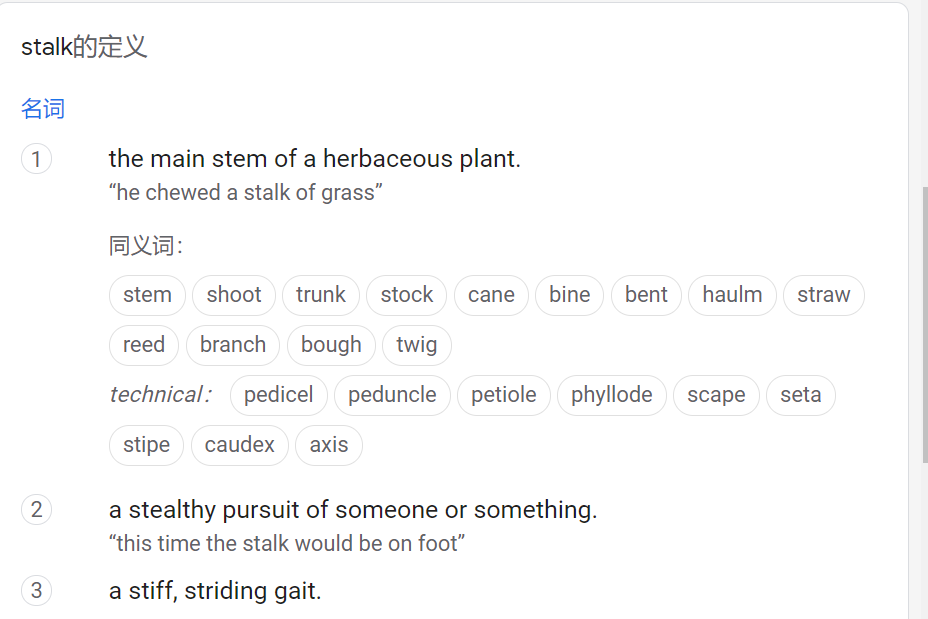 stalk的定义
名词
1 the main stem of a herbaceous plant.
“he chewed a stalk of grass”
同义词：
stem shoot trunk stock cane bine bent haulm straw
reed branch bough twig
technical： pedicel peduncle petiole phyllode scape seta
stipe caudex axis
2 a stealthy pursuit of someone or something.
“this time the stalk would be on foot”
3 a stiff, striding gait.